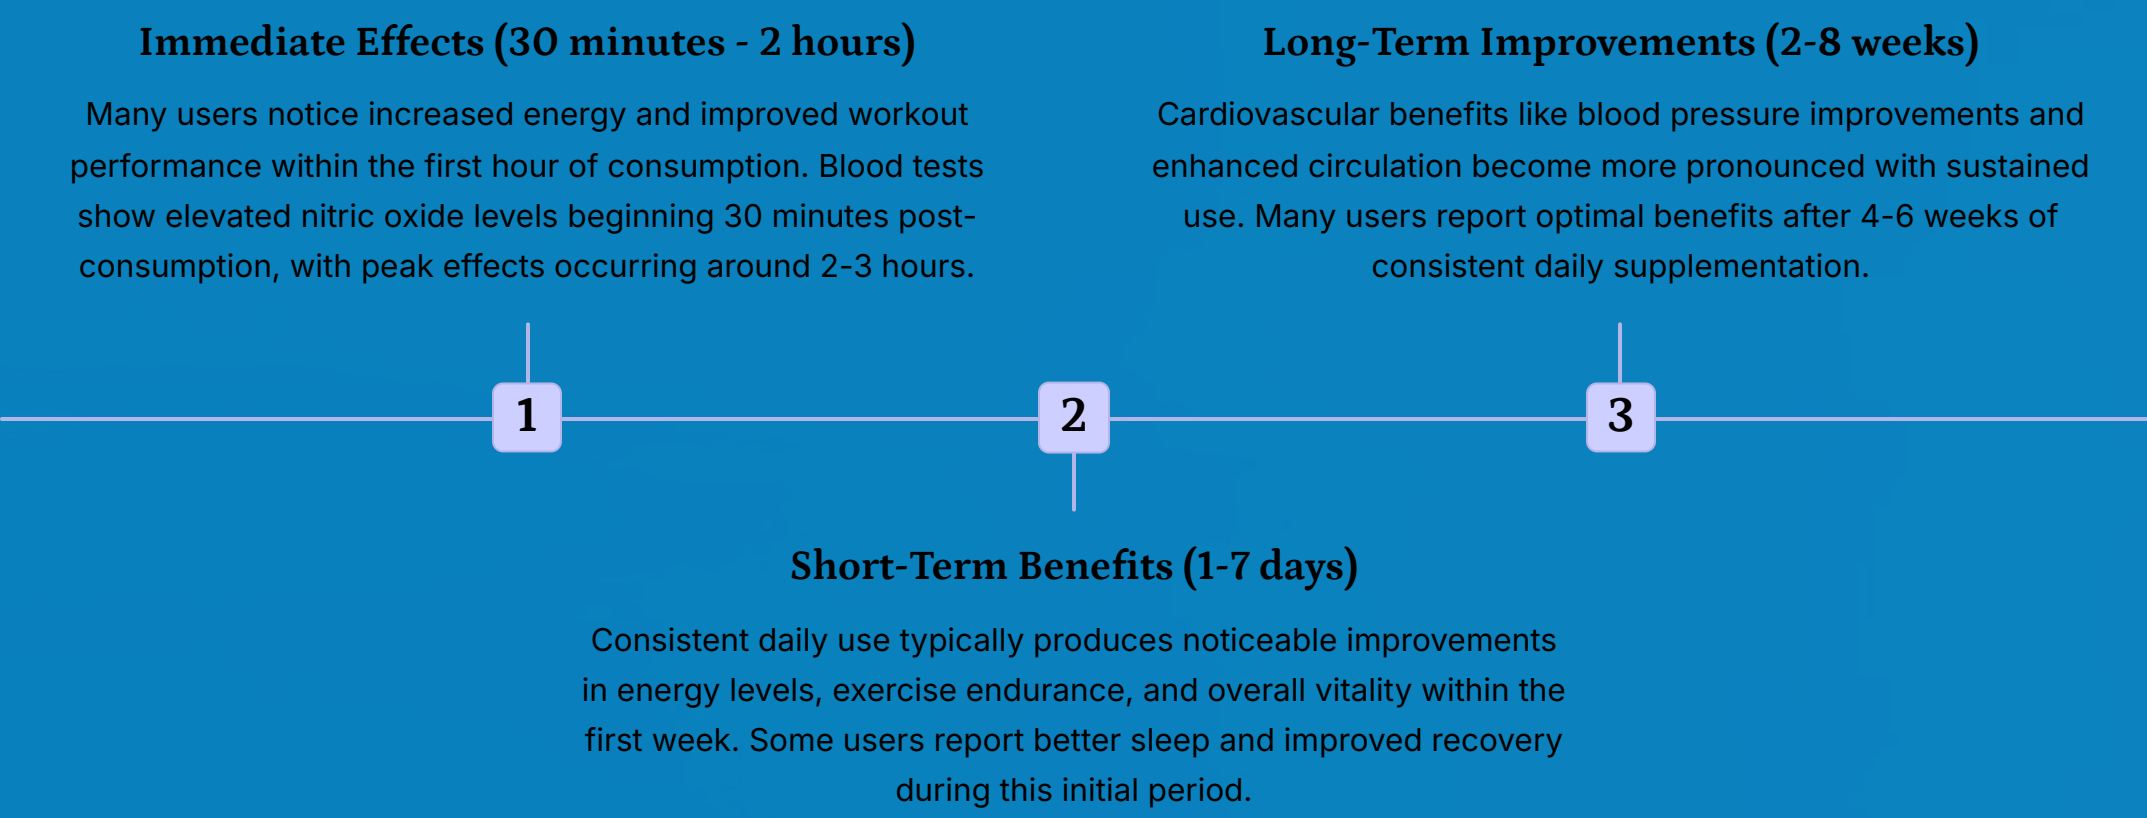 Immediate Effects (30 minutes - 2 hours)
Many users notice increased energy and improved workout
performance within the first hour of consumption. Blood tests
show elevated nitric oxide levels beginning 30 minutes post-
consumption, with peak effects occurring around 2-3 hours.
1
2
Short-Term Benefits (1-7 days)
Consistent daily use typically produces noticeable improvements
in energy levels, exercise endurance, and overall vitality within the
first week. Some users report better sleep and improved recovery
during this initial period.
Long-Term Improvements (2-8 weeks)
Cardiovascular benefits like blood pressure improvements and
enhanced circulation become more pronounced with sustained
use. Many users report optimal benefits after 4-6 weeks of
consistent daily supplementation.
3